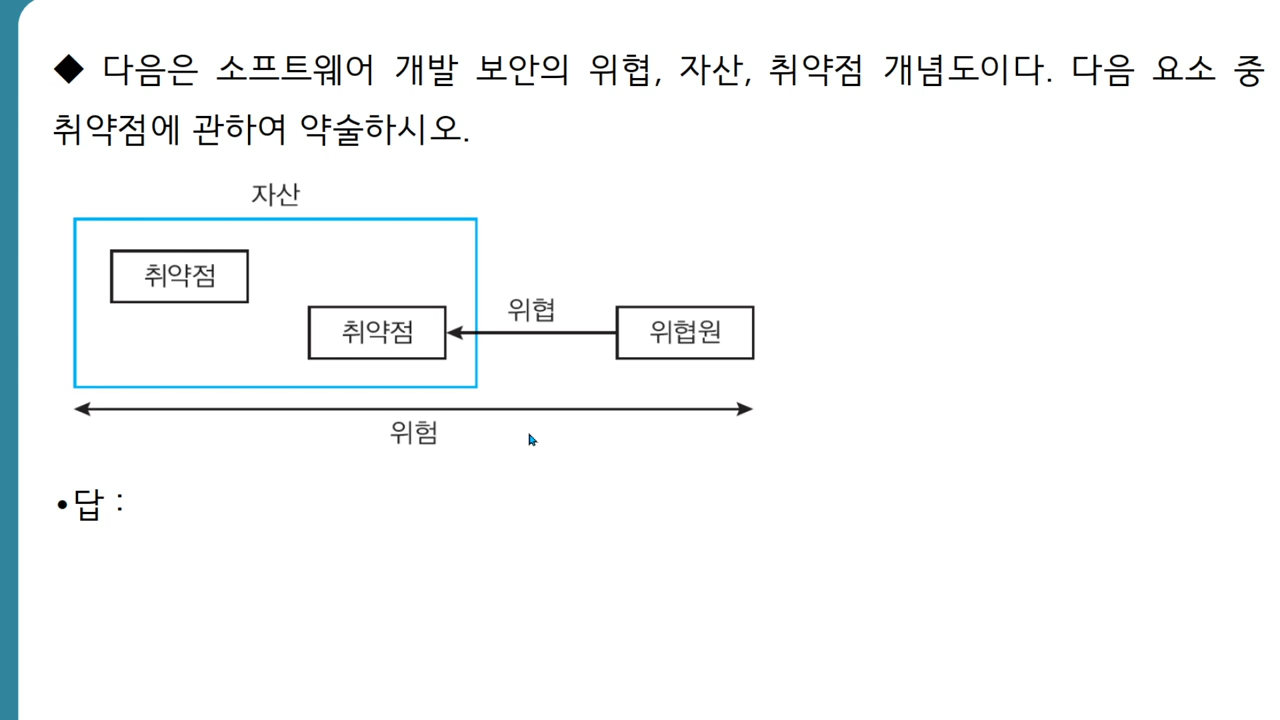 ◆ 다음은 소프트웨어 개발 보안의 위협, 자산, 취약점 개념도이다. 다음 요소 중
취약점에 관하여 약술하시오.
자산
취약점
위협
취약점
위협원
위험
•답 :